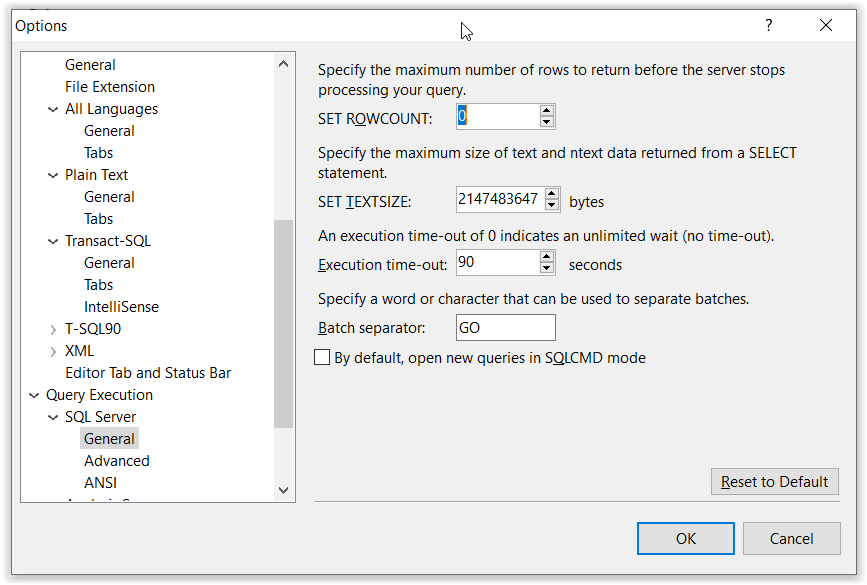 Options
?
General
File Extension
All Languages
General
Tabs
Plain Text
General
Tabs
Transact-SQL
General
Tabs
IntelliSense
T-SQL90
XML
Editor Tab and Status Bar
Query Execution
SQL Server
General
Advanced
ANSI
Specify the maximum number of rows to return before the server stops
processing your query.
SET ROWCOUNT: 0
Specify the maximum size of text and ntext data returned from a SELECT
statement.
SET TEXTSIZE: 2147483647 bytes
An execution time-out of 0 indicates an unlimited wait (no time-out).
Execution time-out: 90 seconds
Specify a word or character that can be used to separate batches.
Batch separator: GO
By default, open new queries in SQLCMD mode
Reset to Default
OK
Cancel